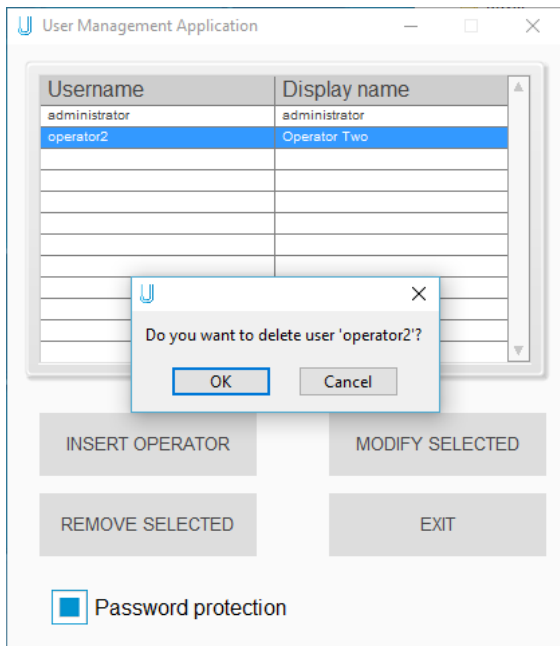 User Management Application
Username Display name
administrator administrator
operator2 Operator Two
Do you want to delete user 'operator2'?
OK Cancel
INSERT OPERATOR MODIFY SELECTED
REMOVE SELECTED EXIT
Password protection